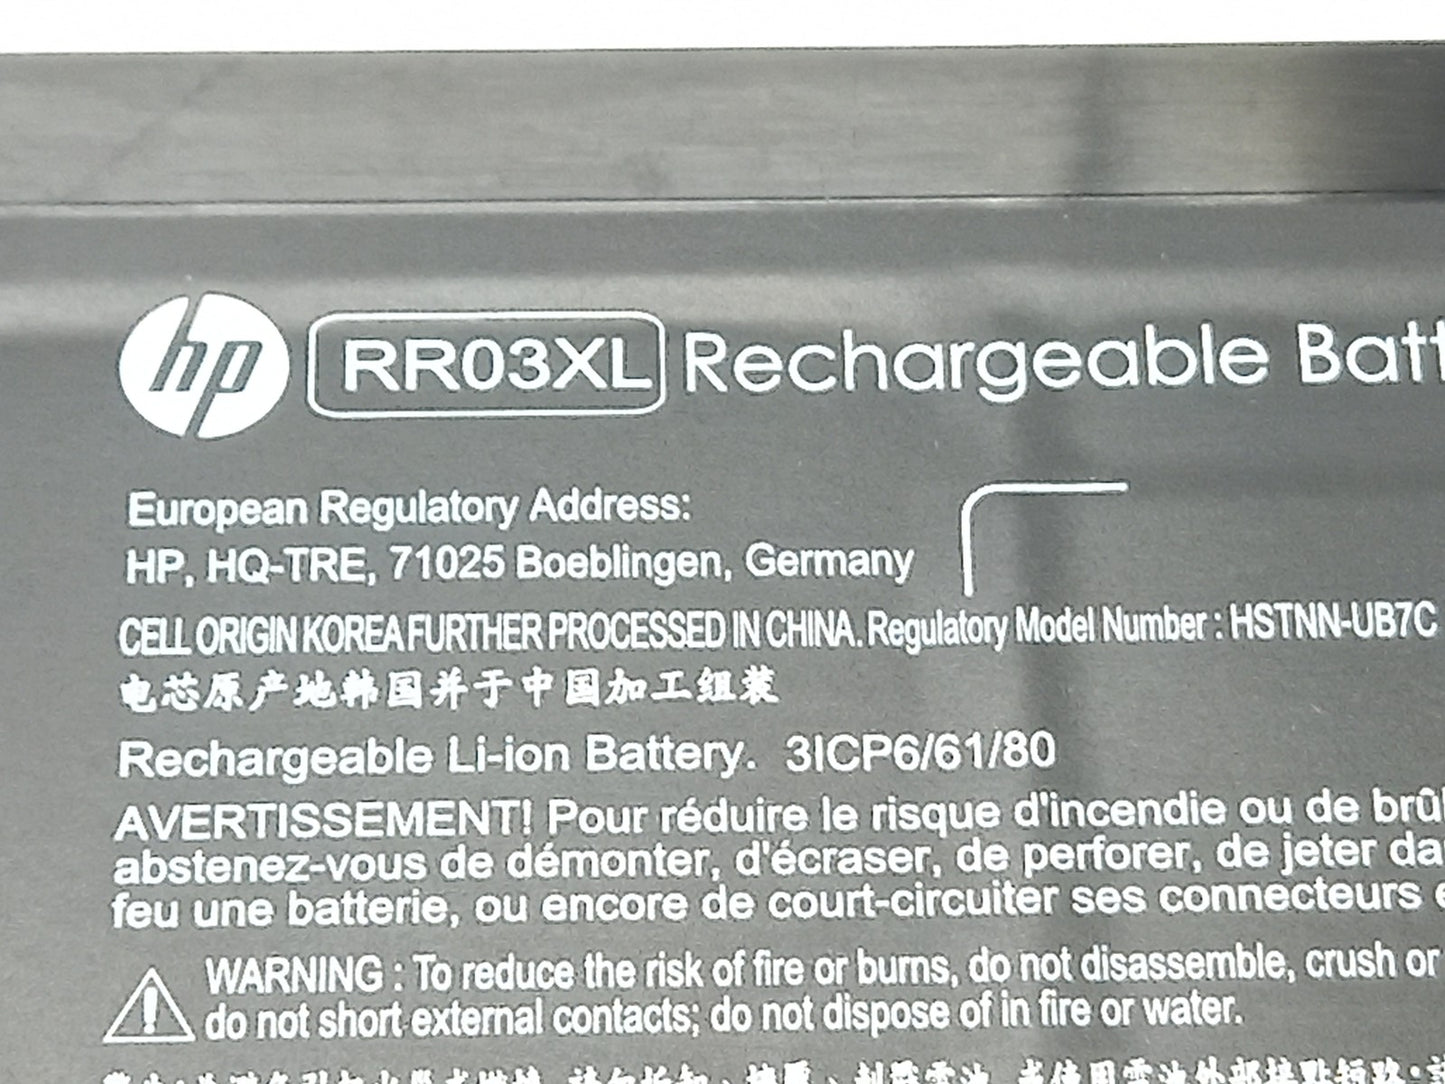 hp RR03XL Rechargeable Batt
European Regulatory Address:
HP, HQ-TRE, 71025 Boeblingen, Germany
CELL ORIGIN KOREA FURTHER PROCESSED IN CHINA. Regulatory Model Number : HSTNN-UB7C
电芯原产地韩国并于中国加工组装
Rechargeable Li-ion Battery. 3ICP6/61/80
AVERTISSEMENT! Pour réduire le risque d'incendie ou de brûl
abstenez-vous de démonter, d'écraser, de perforer, de jeter da
feu une batterie, ou encore de court-circuiter ses connecteurs e
WARNING : To reduce the risk of fire or burns, do not disassemble, crush or
do not short external contacts; do not dispose of in fire or water.